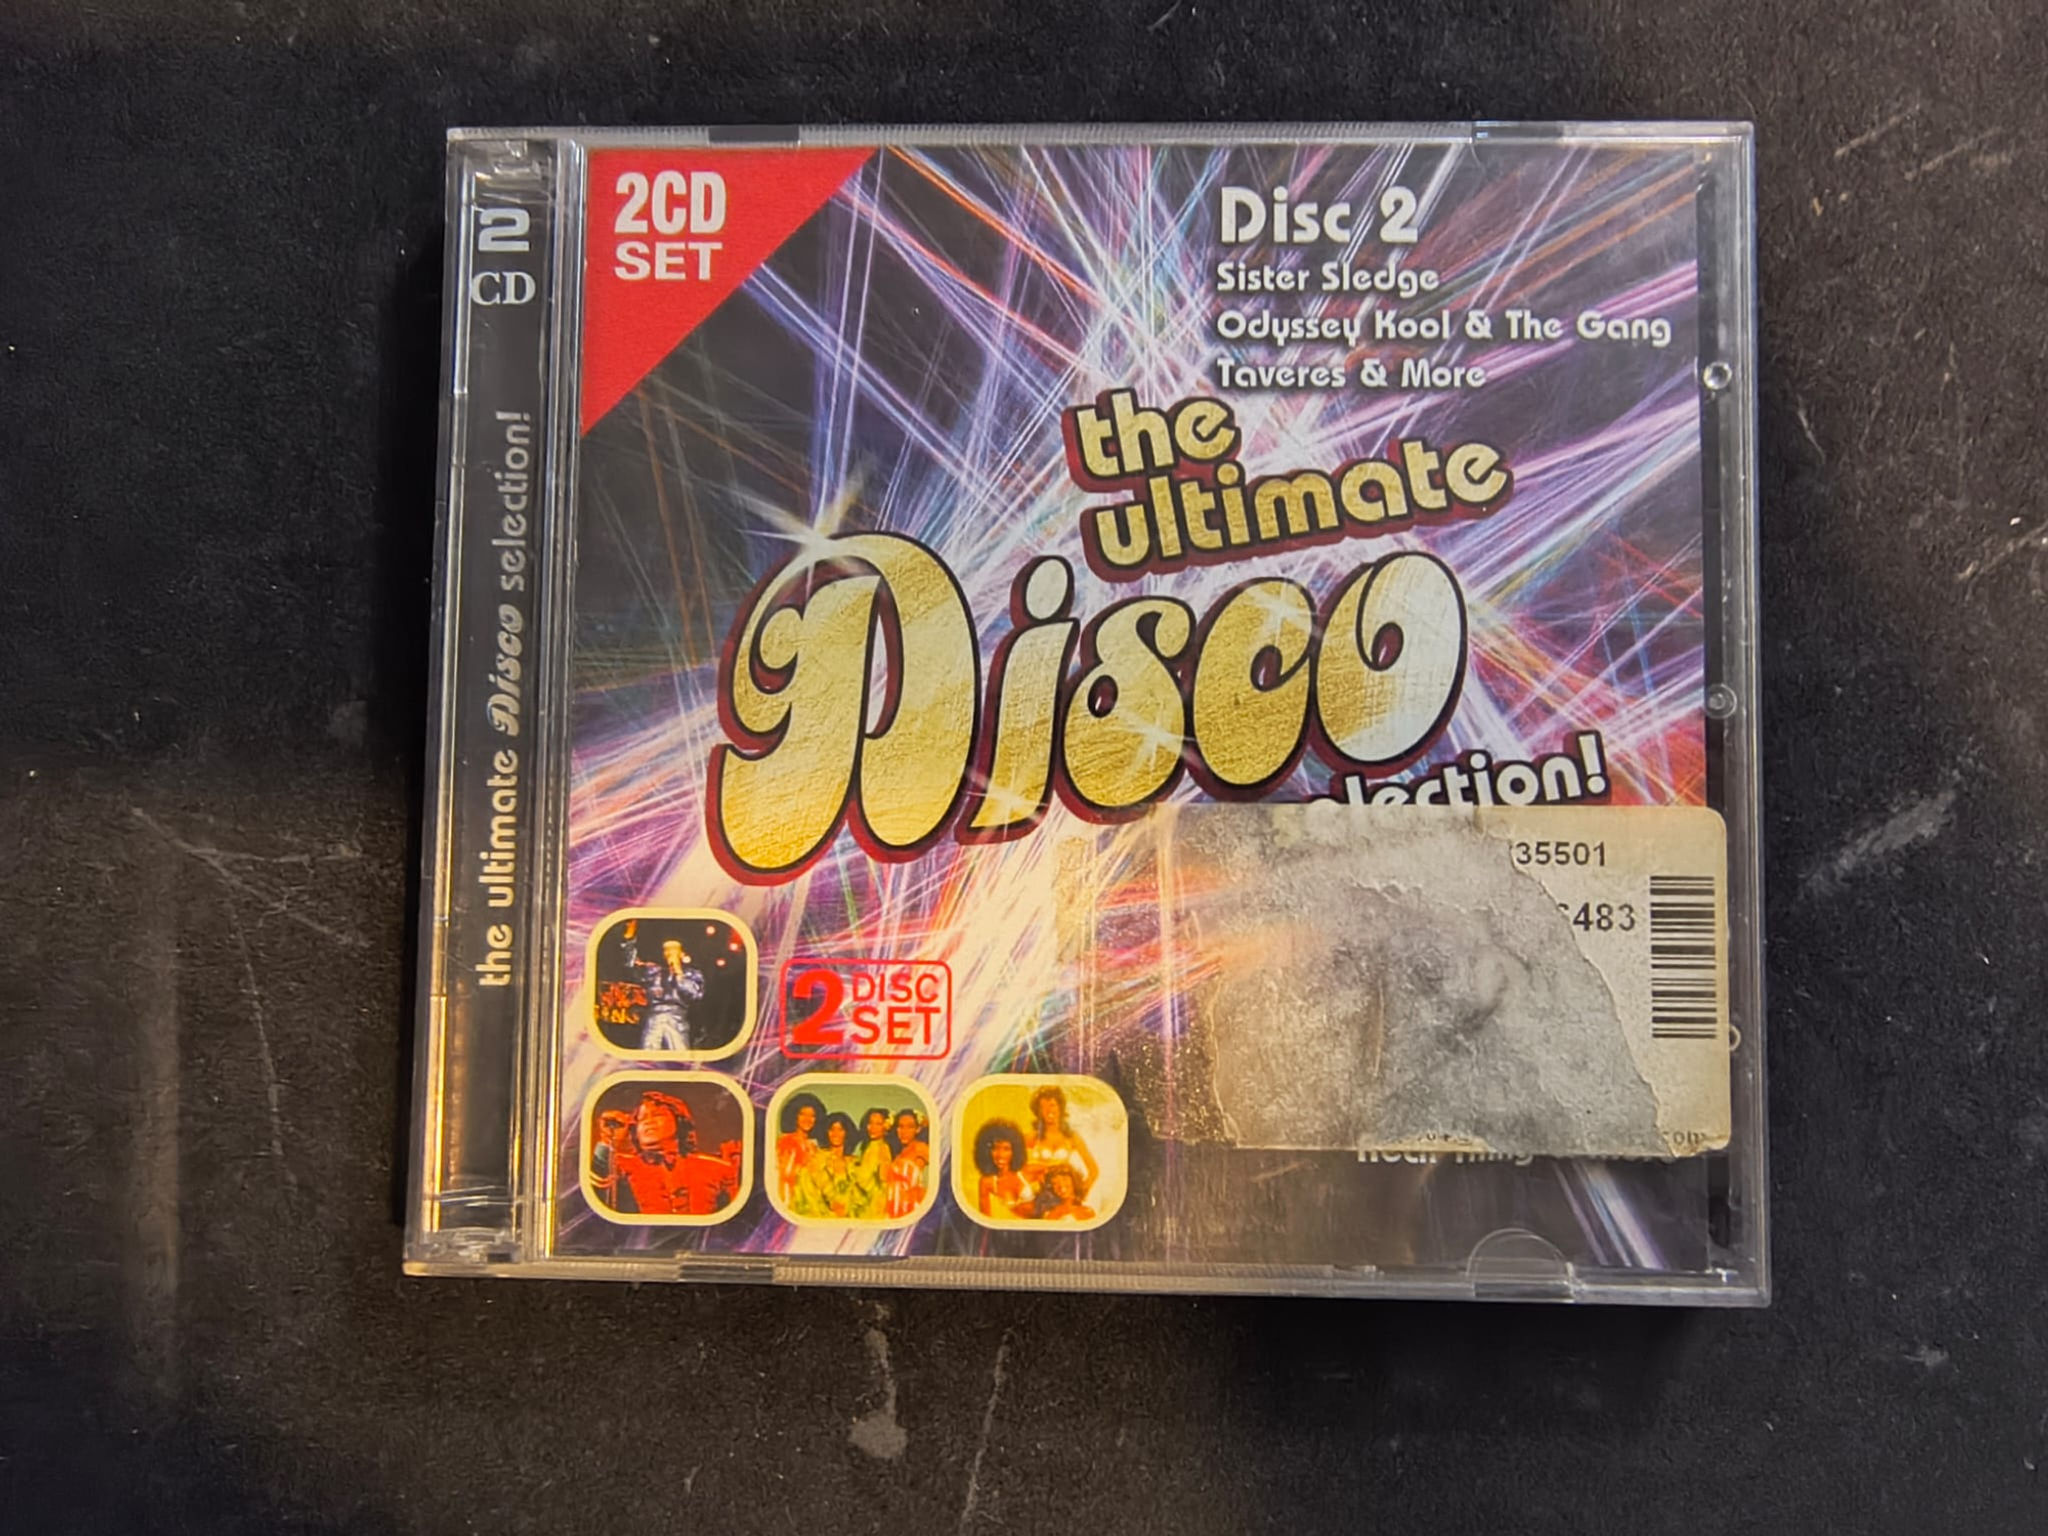 2CD
SET
Disc 2
Sister Sledge
Odyssey Kool & The Gang
Taveres & More
the
ultimate
Disco
lection!
35501
483
2 DISC
SET
2
CD
the ultimate Disco selection!